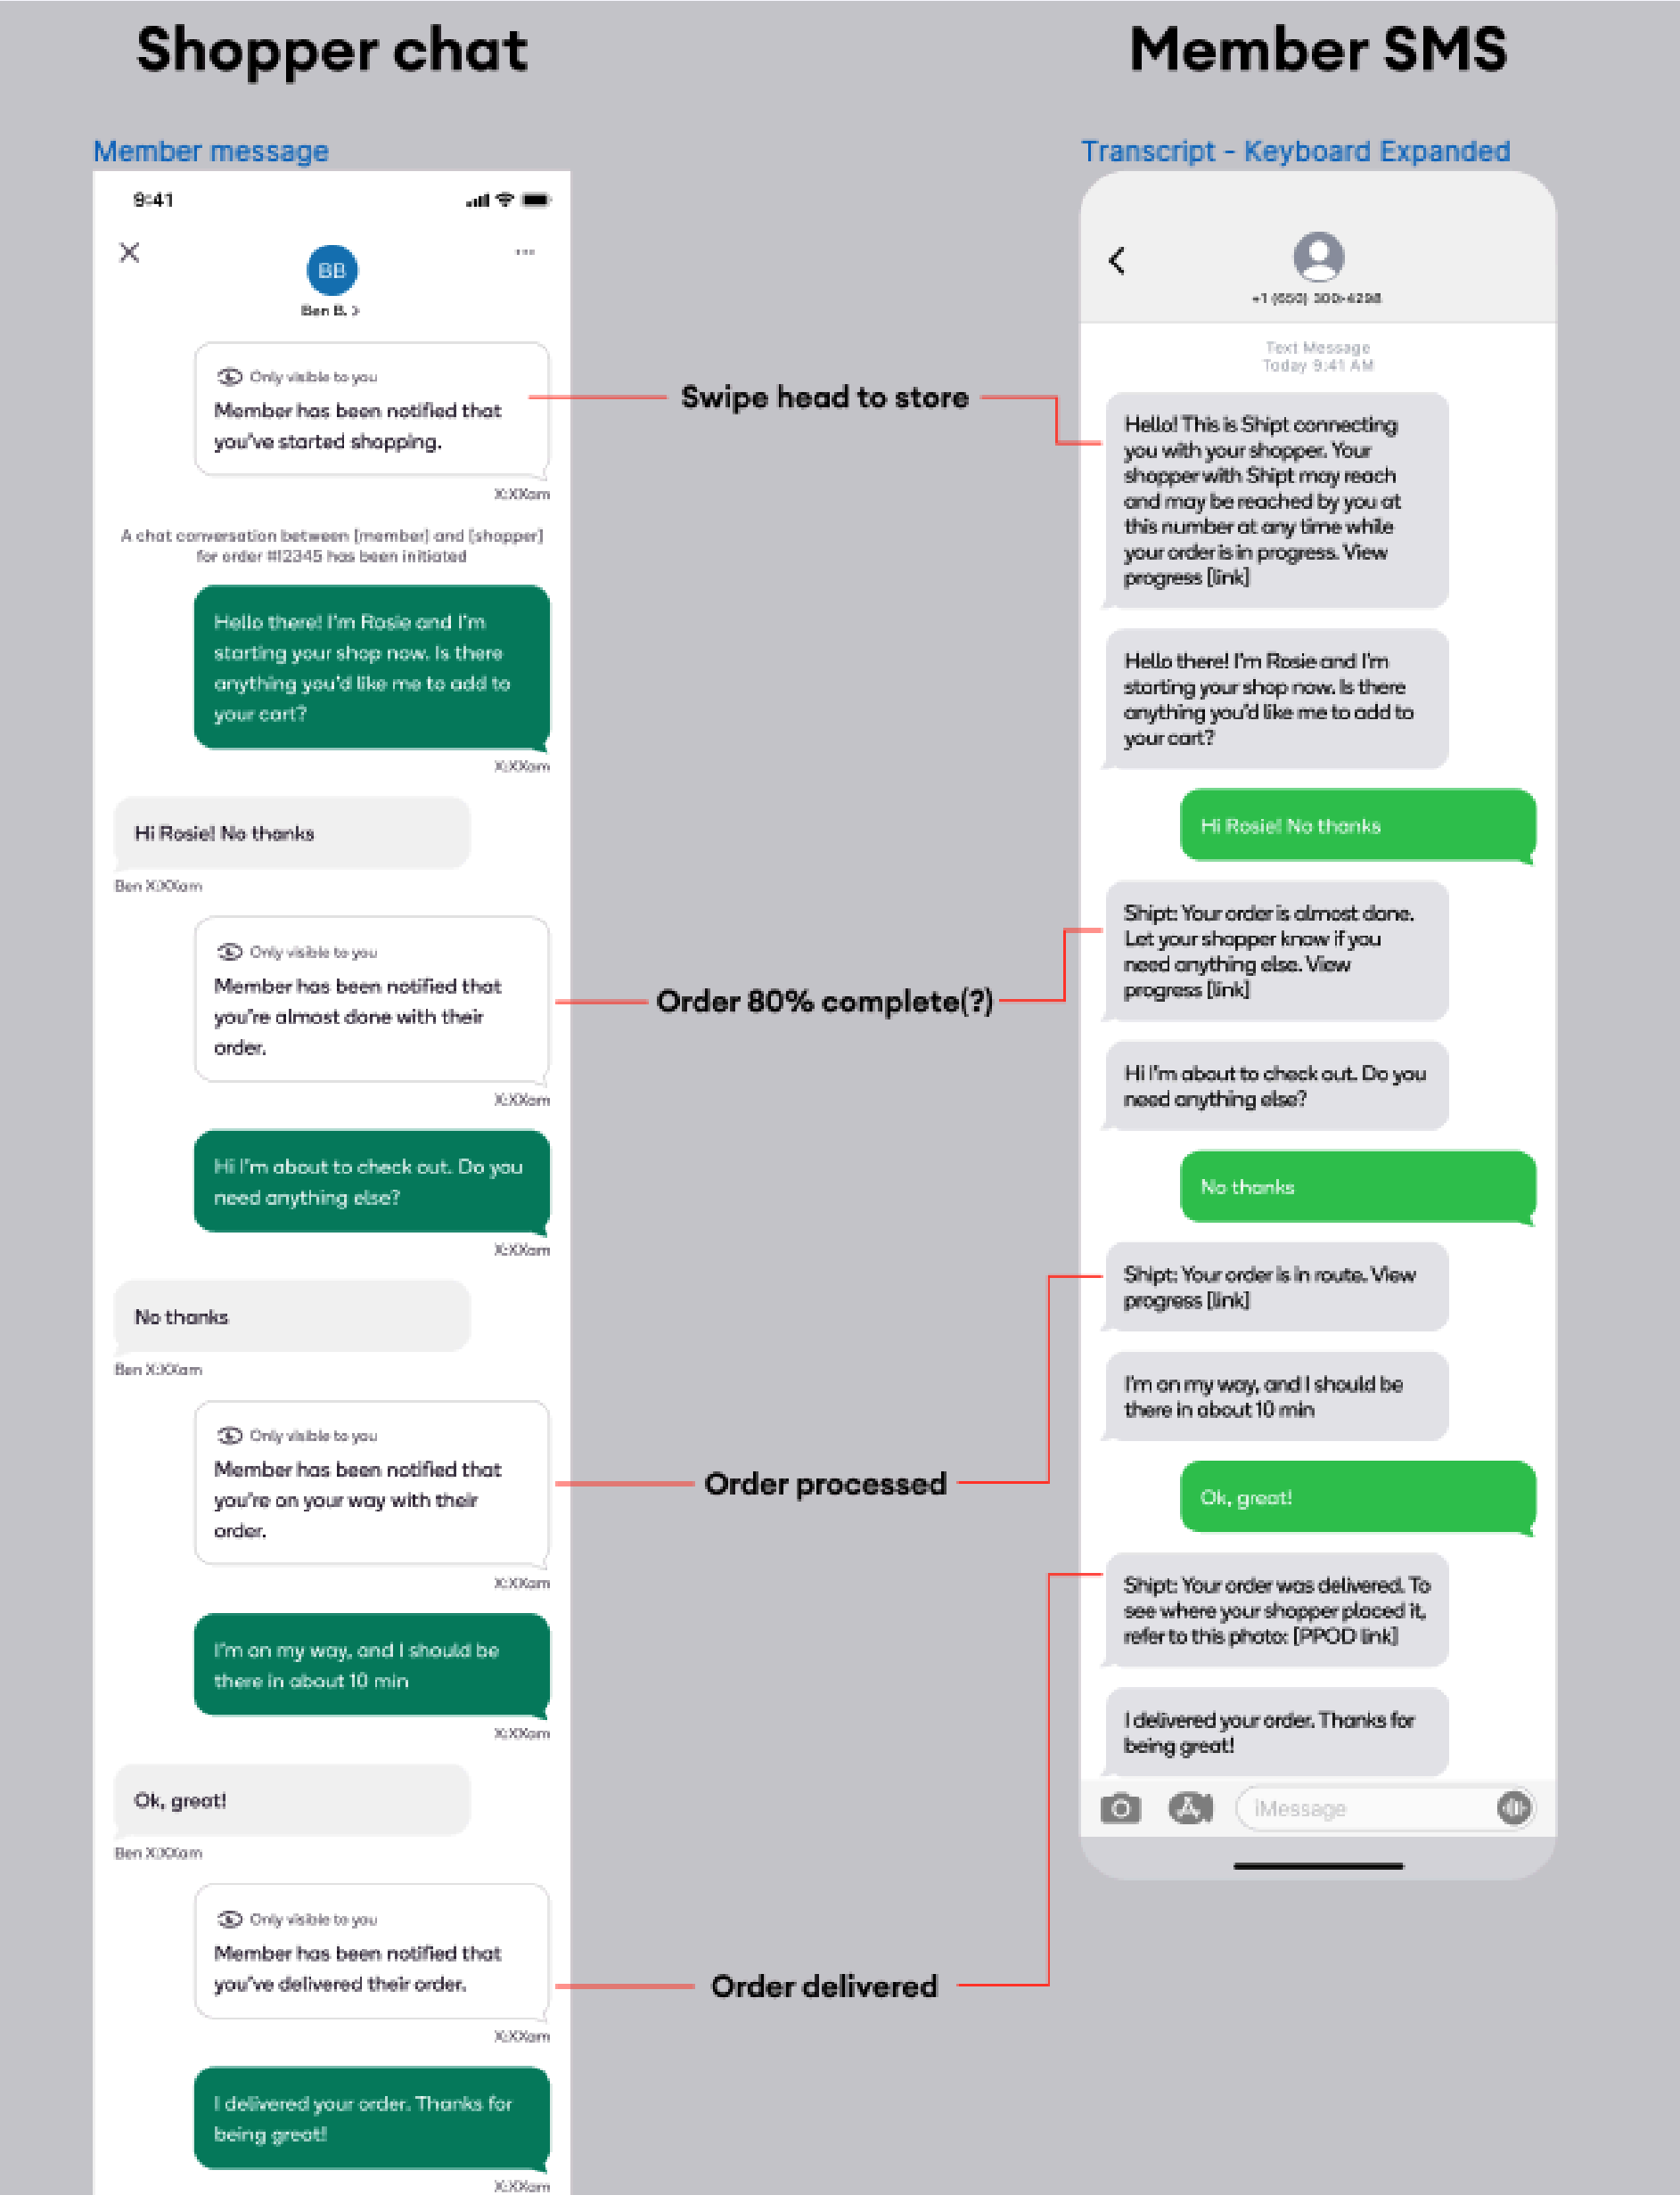 Shopper chat
Member message
9:41
BB
Ben B. >
Only visible to you
Member has been notified that
you've started shopping.
X:XXam
A chat conversation between [member] and [shopper]
for order #12345 has been initiated
Hello there! I'm Rosie and I'm
starting your shop now. Is there
anything you'd like me to add to
your cart?
X:XXam
Hi Rosie! No thanks
Ben X:XXam
Only visible to you
Member has been notified that
you're almost done with their
order.
X:XXam
Hi I'm about to check out. Do you
need anything else?
X:XXam
No thanks
Ben X:XXam
Only visible to you
Member has been notified that
you're on your way with their
order.
X:XXam
I'm on my way, and I should be
there in about 10 min
X:XXam
Ok, great!
Ben X:XXam
Only visible to you
Member has been notified that
you've delivered their order.
X:XXam
I delivered your order. Thanks for
being great!
X:XXam
Swipe head to store
Order 80% complete(?)
Order processed
Order delivered
Member SMS
Transcript - Keyboard Expanded
+1 (650) 300-4298
Text Message
Today 9:41 AM
Hello! This is Shipt connecting
you with your shopper. Your
shopper with Shipt may reach
and may be reached by you at
this number at any time while
your order is in progress. View
progress [link]
Hello there! I'm Rosie and I'm
starting your shop now. Is there
anything you'd like me to add to
your cart?
Hi Rosie! No thanks
Shipt: Your order is almost done.
Let your shopper know if you
need anything else. View
progress [link]
Hi I'm about to check out. Do you
need anything else?
No thanks
Shipt: Your order is in route. View
progress [link]
I'm on my way, and I should be
there in about 10 min
Ok, great!
Shipt: Your order was delivered. To
see where your shopper placed it,
refer to this photo: [PPOD link]
I delivered your order. Thanks for
being great!
iMessage